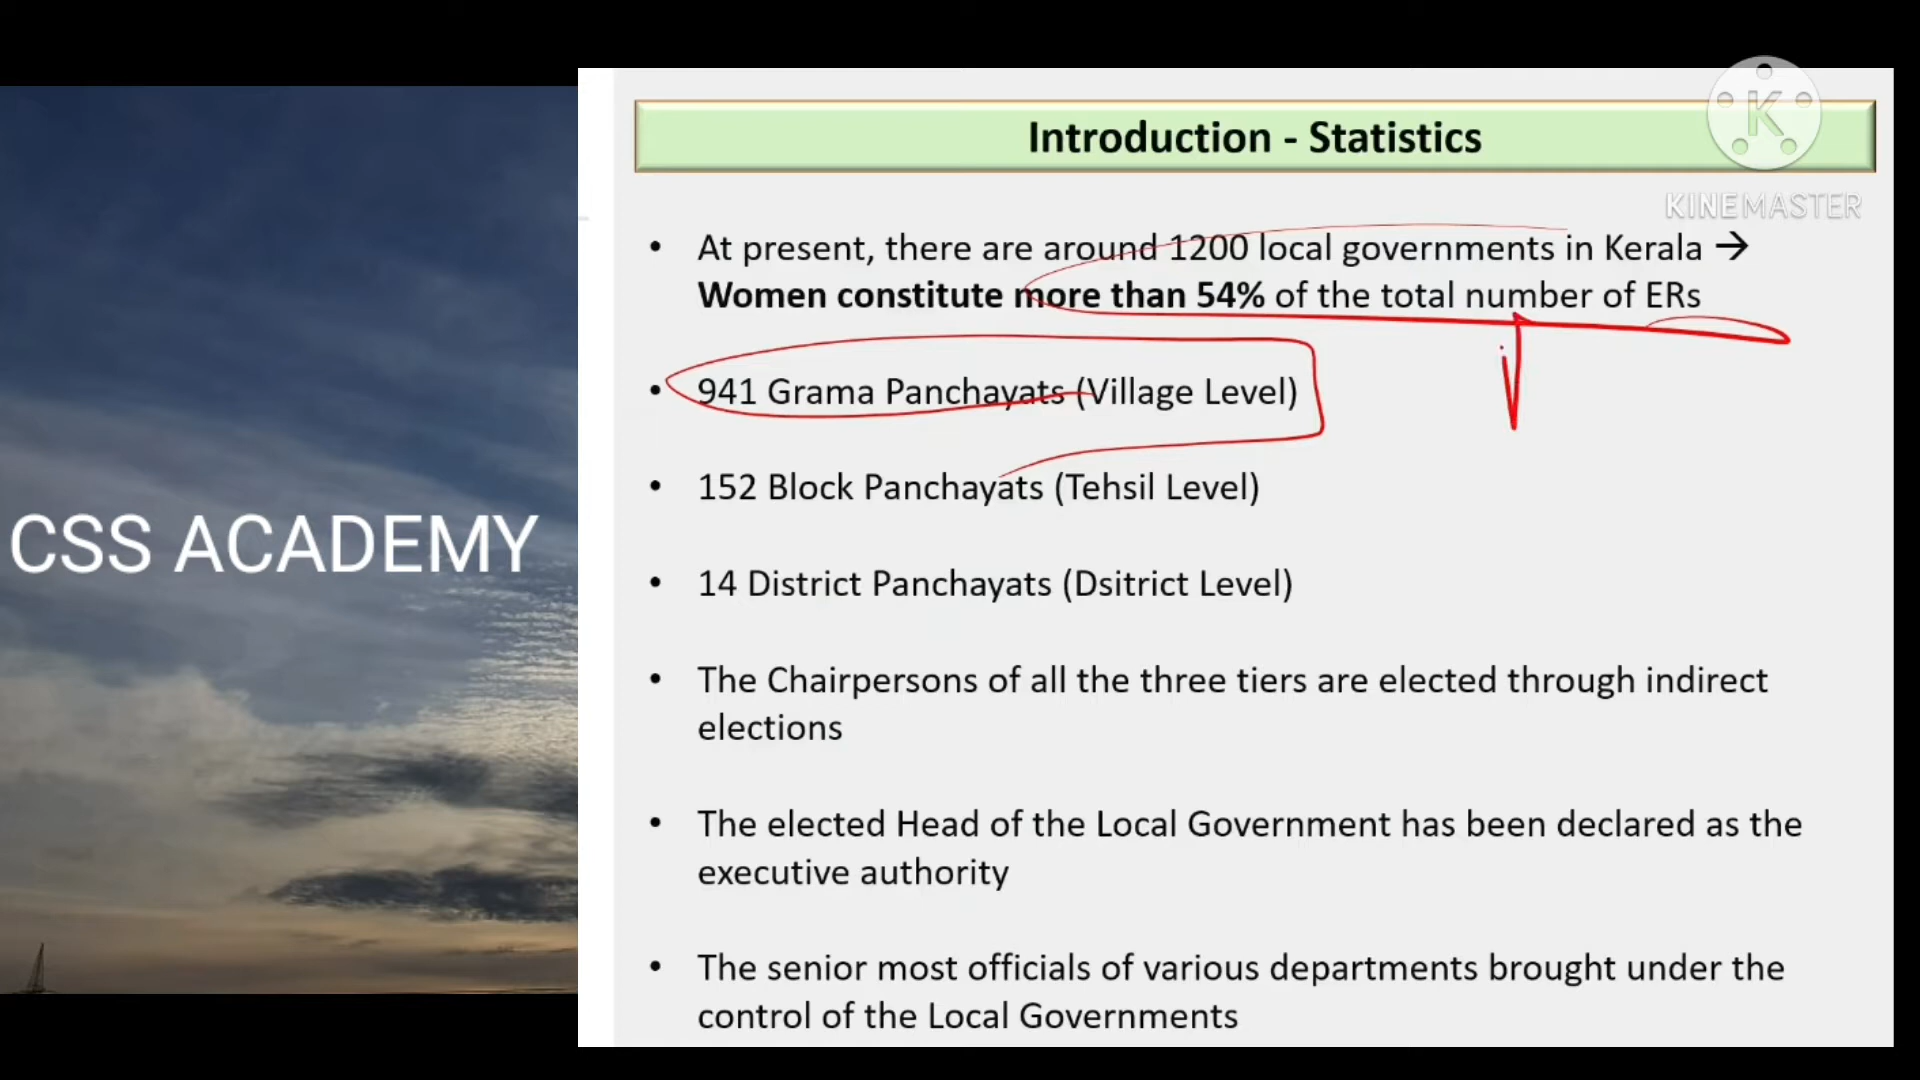 CSS ACADEMY
Introduction - Statistics
K
KINEMASTER
• At present, there are around 1200 local governments in Kerala →
Women constitute more than 54% of the total number of ERs
• 941 Grama Panchayats (Village Level)
• 152 Block Panchayats (Tehsil Level)
• 14 District Panchayats (Dsitrict Level)
• The Chairpersons of all the three tiers are elected through indirect
elections
• The elected Head of the Local Government has been declared as the
executive authority
• The senior most officials of various departments brought under the
control of the Local Governments